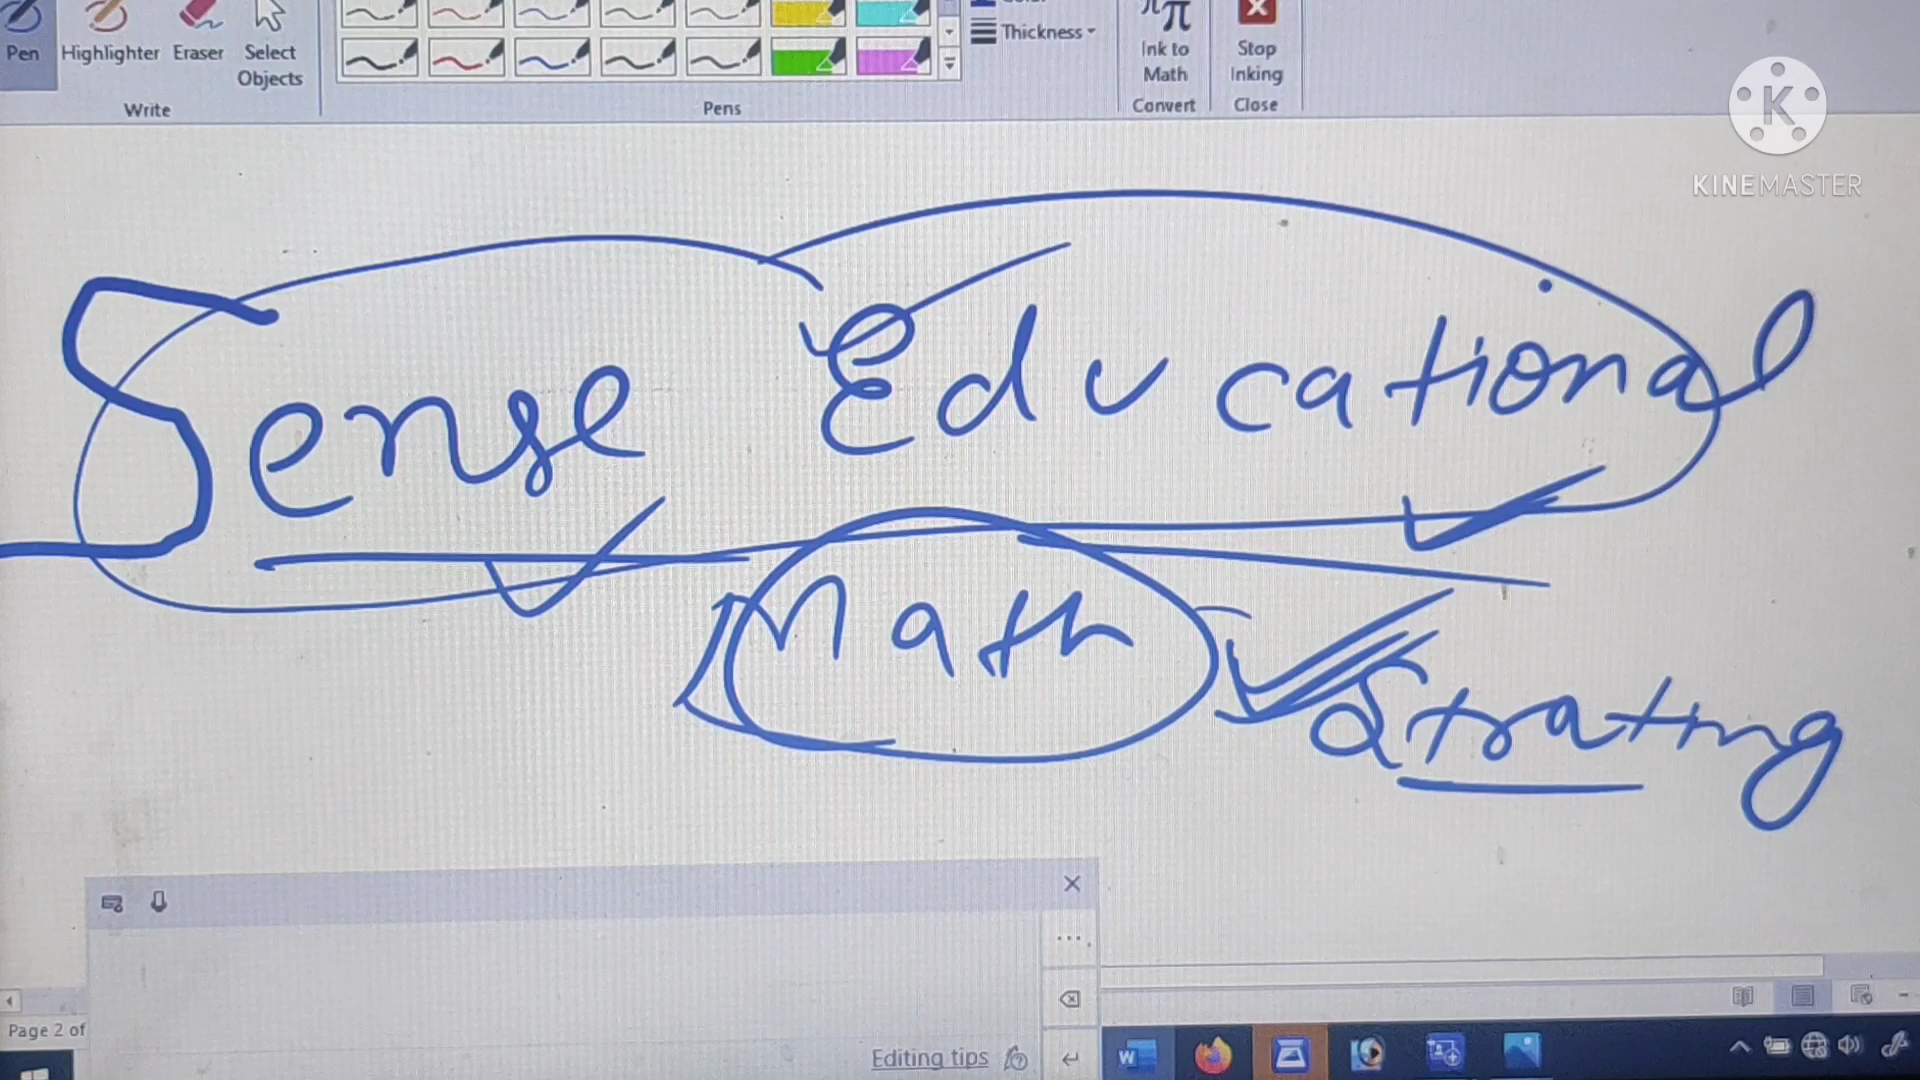 Pen Highlighter Eraser Select Objects
Write
Pens
Thickness
Ink to Math
Convert
Stop Inking
Close
KINEMASTER
Sense Educational
Math
Strating
Editing tips
Page 2 of